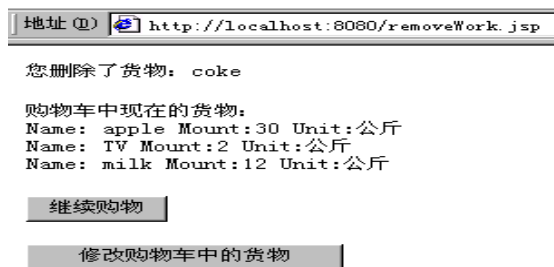 地址(D) http://localhost:8080/removeWork.jsp
您删除了货物：coke
购物车中现在的货物：
Name: apple Mount:30 Unit:公斤
Name: TV Mount:2 Unit:公斤
Name: milk Mount:12 Unit:公斤
继续购物
修改购物车中的货物